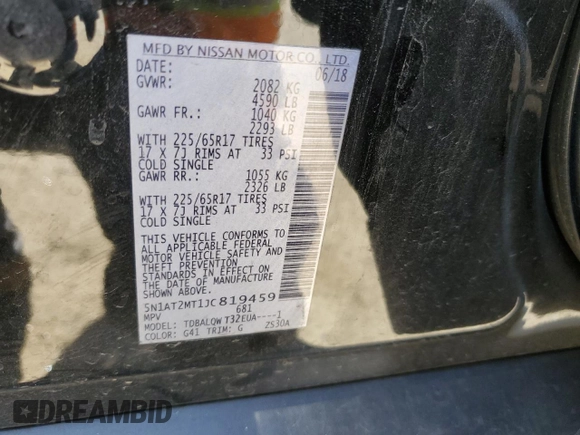 MFD BY NISSAN MOTOR CO., LTD.
DATE: 06/18
GVWR: 2082 KG
4590 LB
GAWR FR.: 1040 KG
2293 LB
WITH 225/65R17 TIRES
17 X 7J RIMS AT 33 PSI
COLD SINGLE
GAWR RR.: 1055 KG
2326 LB
WITH 225/65R17 TIRES
17 X 7J RIMS AT 33 PSI
COLD SINGLE
THIS VEHICLE CONFORMS TO
ALL APPLICABLE FEDERAL
MOTOR VEHICLE SAFETY AND
THEFT PREVENTION
STANDARDS IN EFFECT ON
THE DATE OF MANUFACTURE
SHOWN ABOVE.
5N1AT2MT1JC819459
MPV 681
MODEL: TDBALQWT32EUA----1
COLOR: G41 TRIM: G ZS30A
DREAMBID